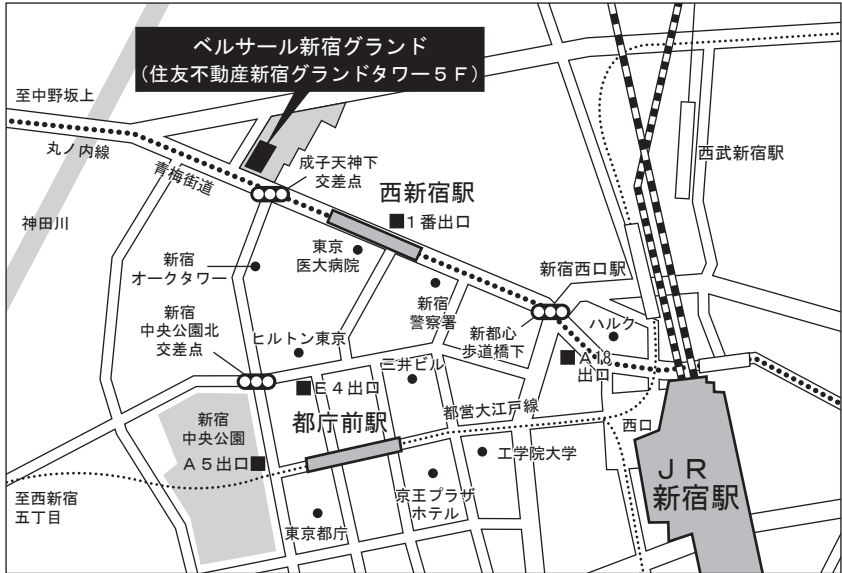 ベルサール新宿グランド
（住友不動産新宿グランドタワー５Ｆ）
至中野坂上
丸ノ内線
青梅街道
神田川
成子天神下
交差点
西新宿駅
1番出口
西武新宿駅
東京
医大病院
新宿
オークタワー
新宿
警察署
新宿西口駅
新宿
中央公園北
交差点
ヒルトン東京
新都心
歩道橋下
ハルク
A18
出口
三井ビル
E4出口
都庁前駅
都営大江戸線
西口
新宿
中央公園
A5出口
工学院大学
ＪＲ
新宿駅
至西新宿
五丁目
東京都庁
京王プラザ
ホテル